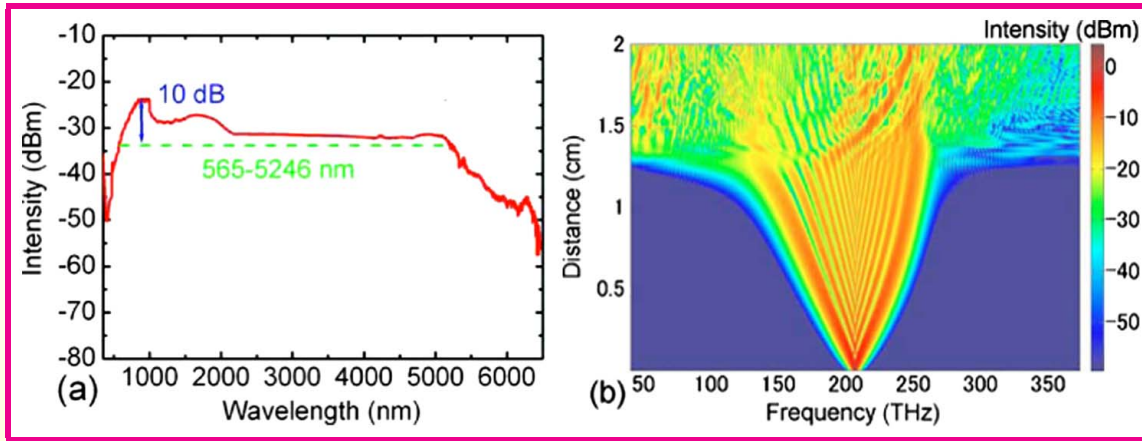 -10
-20
-30
-40
-50
-60
-70
-80
Intensity (dBm)
10 dB
565-5246 nm
(a)
1000 2000 3000 4000 5000 6000
Wavelength (nm)
Intensity (dBm)
2
1.5
1
0.5
Distance (cm)
0
-10
-20
-30
-40
-50
(b)
50 100 150 200 250 300 350
Frequency (THz)